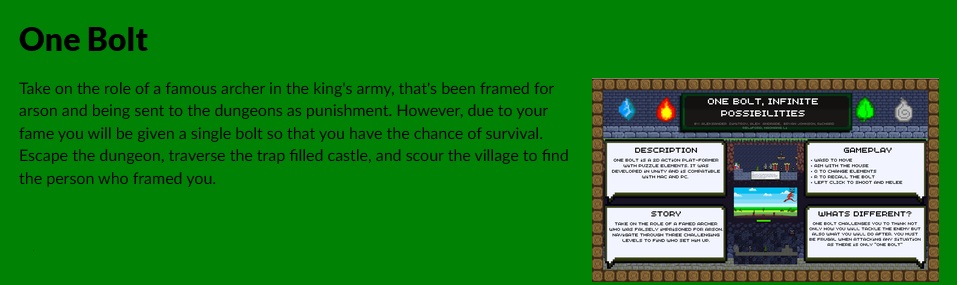 One Bolt
Take on the role of a famous archer in the king's army, that's been framed for
arson and being sent to the dungeons as punishment. However, due to your
fame you will be given a single bolt so that you have the chance of survival.
Escape the dungeon, traverse the trap filled castle, and scour the village to find
the person who framed you.
ONE BOLT, INFINITE
POSSIBILITIES
DESCRIPTION
ONE BOLT IS A 2D ACTION PLATFORMER
WITH PUZZLE ELEMENTS. IT WAS
DEVELOPED IN UNITY AND IS COMPATIBLE
WITH MAC AND PC.
GAMEPLAY
• WASD TO MOVE
• AIM WITH THE MOUSE
• TO CHANGE ELEMENTS
• R TO RECALL THE BOLT
• LEFT CLICK TO SHOOT AND MELEE
STORY
TAKE ON THE ROLE OF A FAMED ARCHER
WHO WAS FALSELY IMPRISONED FOR ARSON.
NAVIGATE THROUGH THREE CHALLENGING
LEVELS TO FIND WHO SET HIM UP.
WHATS DIFFERENT?
ONE BOLT CHALLENGES YOU TO THINK NOT
ONLY HOW YOU WILL TACKLE THE ENEMY BUT
ALSO WHAT YOU WILL DO AFTER. YOU MUST
BE FRUGAL WHEN ATTACKING ANY SITUATION
AS THERE IS ONLY "ONE BOLT"